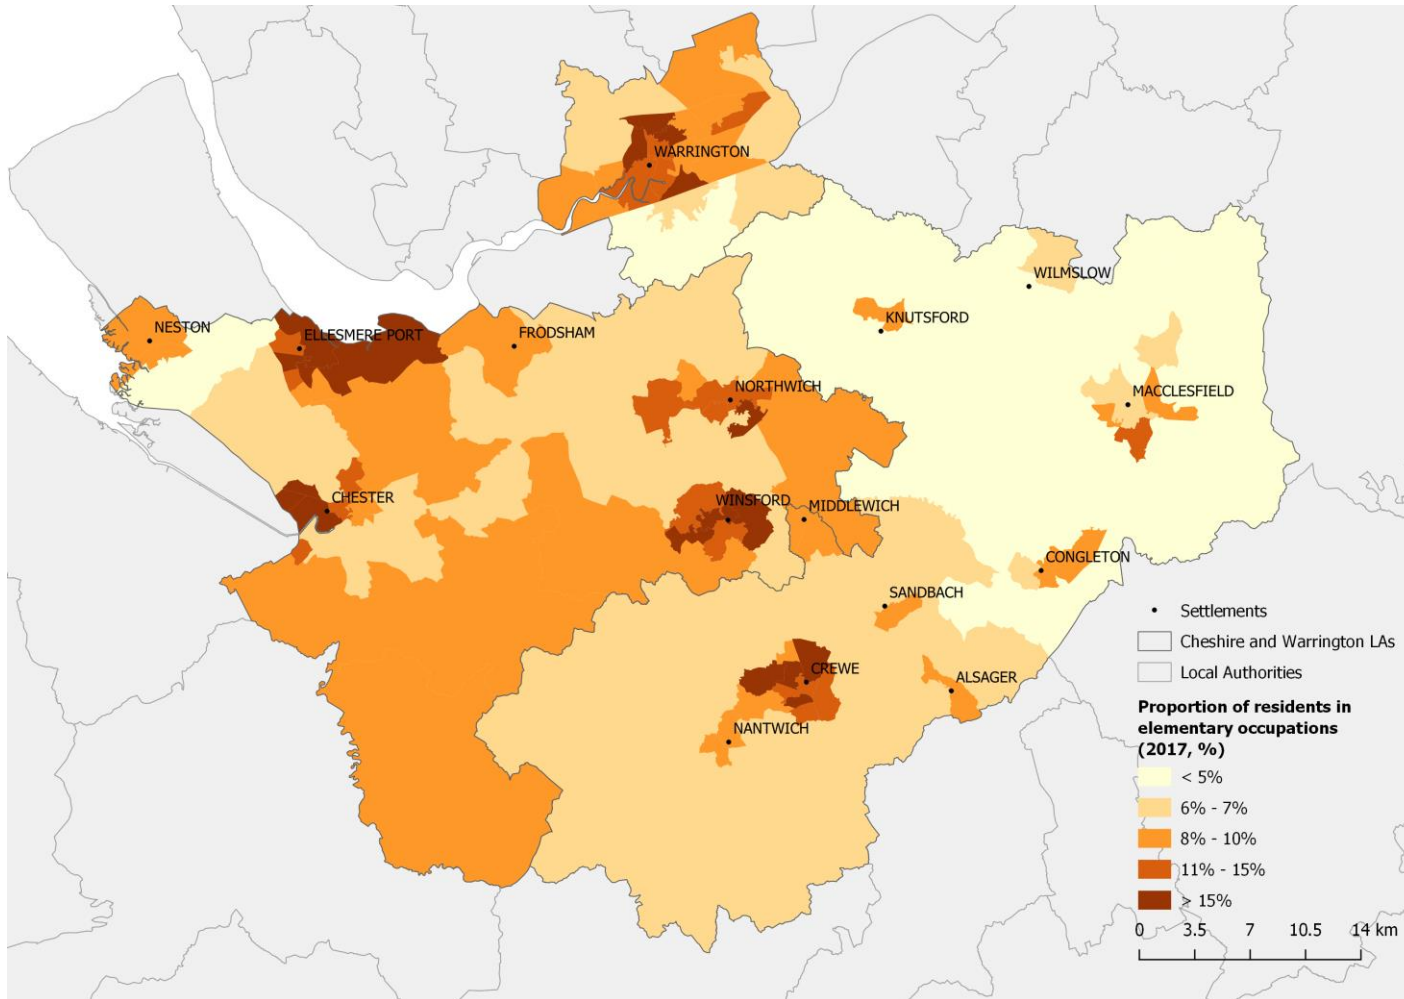 WARRINGTON
WILMSLOW
KNUTSFORD
NESTON
ELLESMERE PORT
FRODSHAM
NORTHWICH
MACCLESFIELD
CHESTER
WINSFORD
MIDDLEWICH
CONGLETON
SANDBACH
CREWE
ALSAGER
NANTWICH
Settlements
Cheshire and Warrington LAs
Local Authorities
Proportion of residents in
elementary occupations
(2017, %)
< 5%
6% - 7%
8% - 10%
11% - 15%
> 15%
0 3.5 7 10.5 14 km